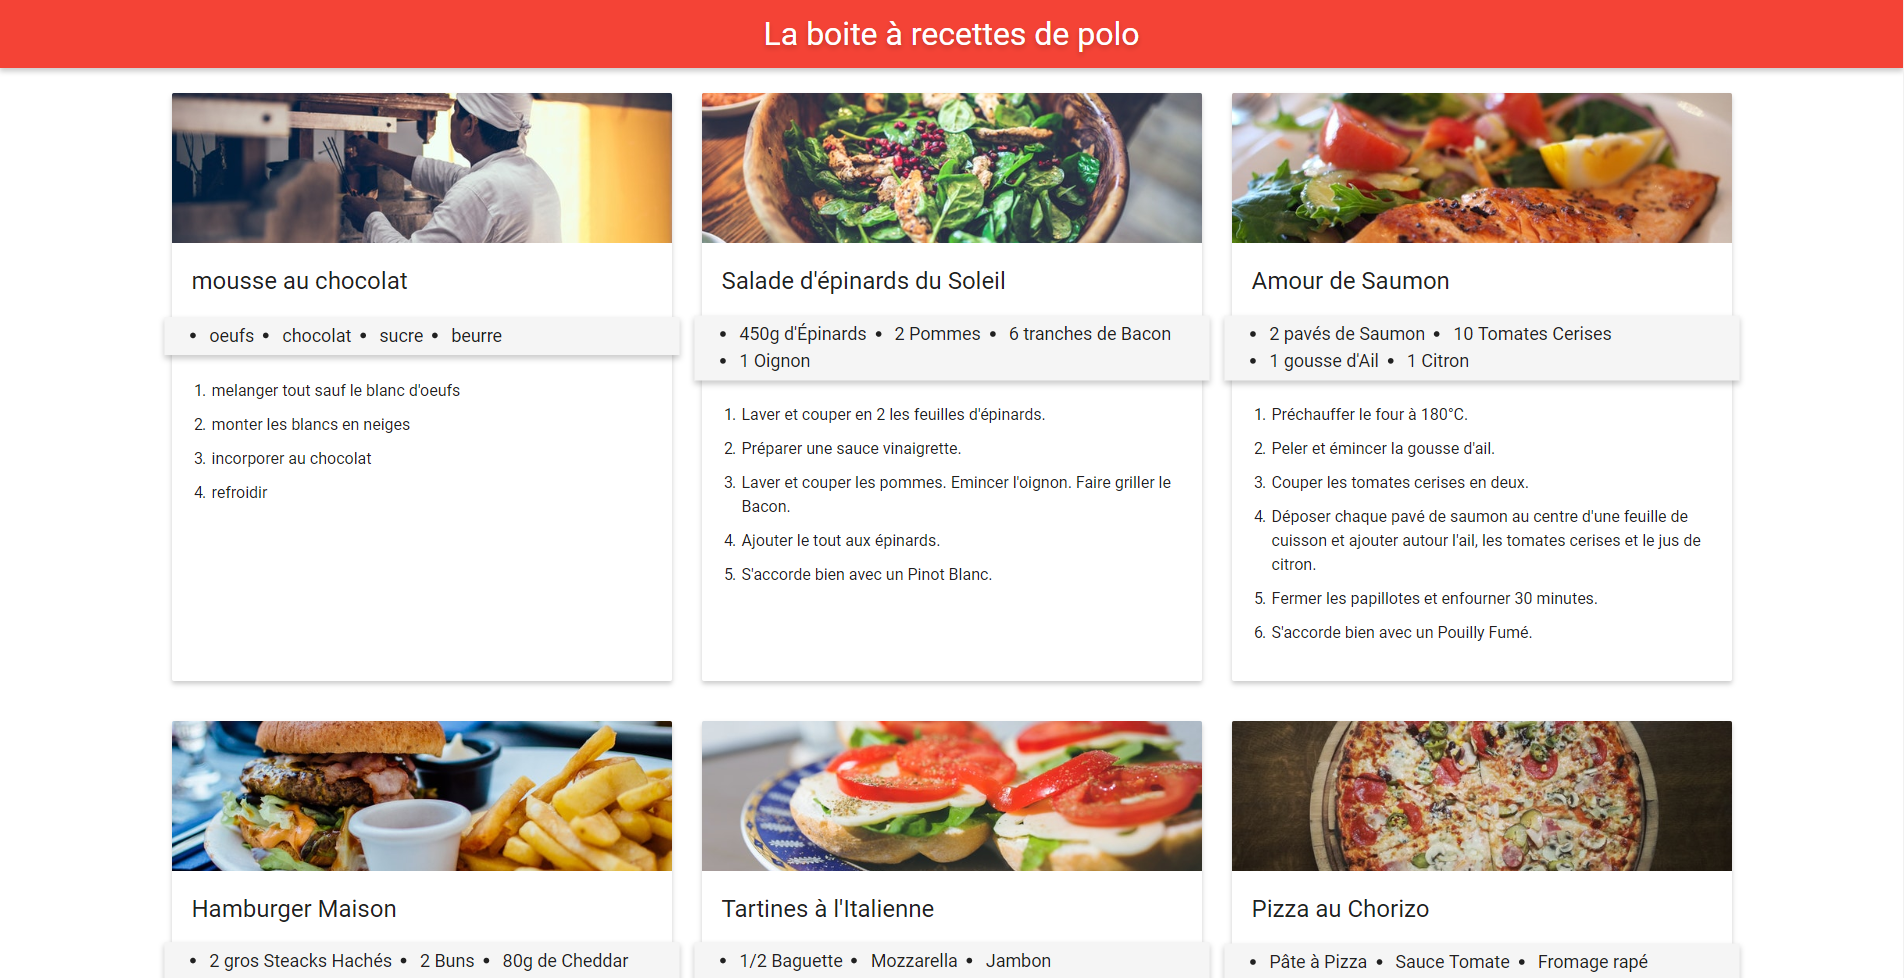 La boite à recettes de polo
mousse au chocolat
• oeufs • chocolat • sucre • beurre
1. melanger tout sauf le blanc d'oeufs
2. monter les blancs en neiges
3. incorporer au chocolat
4. refroidir
Salade d'épinards du Soleil
• 450g d'Épinards • 2 Pommes • 6 tranches de Bacon
• 1 Oignon
1. Laver et couper en 2 les feuilles d'épinards.
2. Préparer une sauce vinaigrette.
3. Laver et couper les pommes. Emincer l'oignon. Faire griller le
Bacon.
4. Ajouter le tout aux épinards.
5. S'accorde bien avec un Pinot Blanc.
Amour de Saumon
• 2 pavés de Saumon • 10 Tomates Cerises
• 1 gousse d'Ail • 1 Citron
1. Préchauffer le four à 180°C.
2. Peler et émincer la gousse d'ail.
3. Couper les tomates cerises en deux.
4. Déposer chaque pavé de saumon au centre d'une feuille de
cuisson et ajouter autour l'ail, les tomates cerises et le jus de
citron.
5. Fermer les papillotes et enfourner 30 minutes.
6. S'accorde bien avec un Pouilly Fumé.
Hamburger Maison
• 2 gros Steacks Hachés • 2 Buns • 80g de Cheddar
Tartines à l'Italienne
• 1/2 Baguette • Mozzarella • Jambon
Pizza au Chorizo
• Pâte à Pizza • Sauce Tomate • Fromage rapé